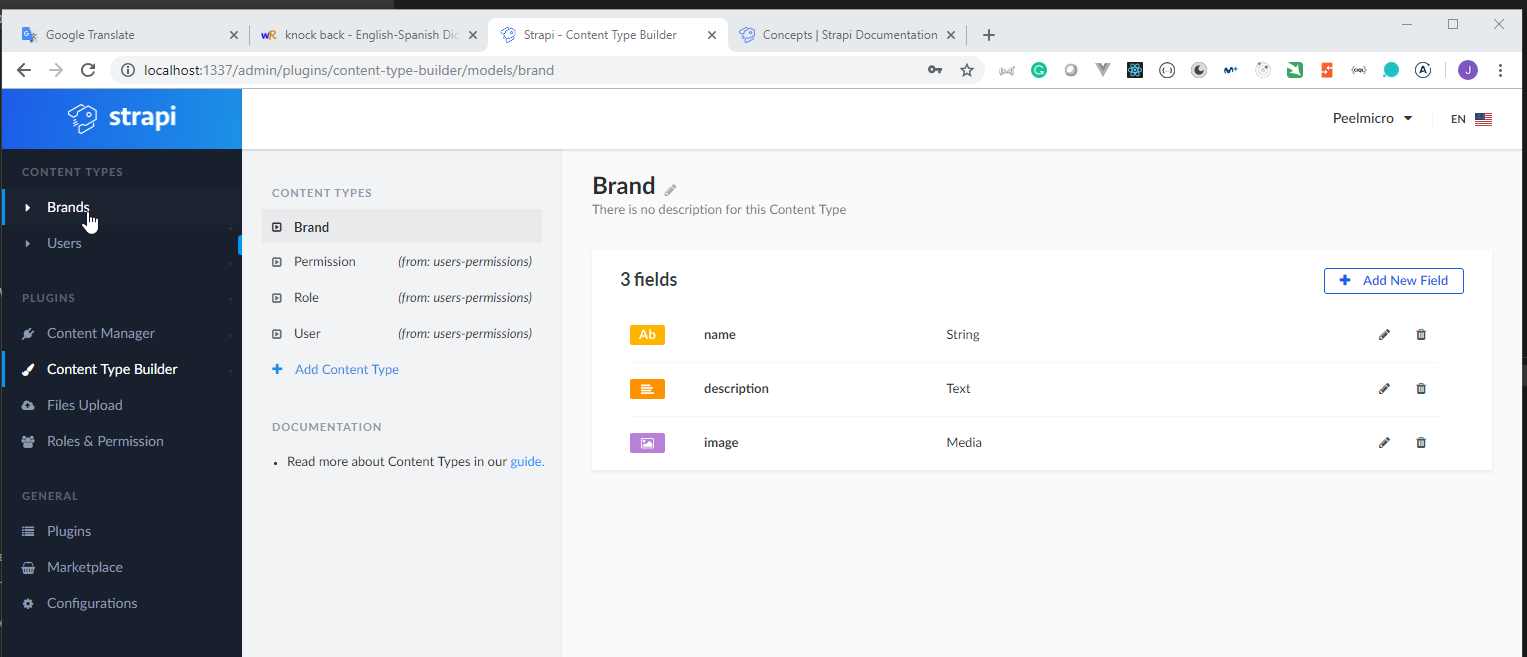 Google Translate
wR knock back - English-Spanish Dic
Strapi - Content Type Builder
Concepts | Strapi Documentation
localhost:1337/admin/plugins/content-type-builder/models/brand
strapi
Peelmicro
EN
CONTENT TYPES
Brands
Users
PLUGINS
Content Manager
Content Type Builder
Files Upload
Roles & Permission
GENERAL
Plugins
Marketplace
Configurations
CONTENT TYPES
Brand
Permission (from: users-permissions)
Role (from: users-permissions)
User (from: users-permissions)
Add Content Type
DOCUMENTATION
Read more about Content Types in our guide.
Brand
There is no description for this Content Type
3 fields
Add New Field
Ab name String
description Text
image Media